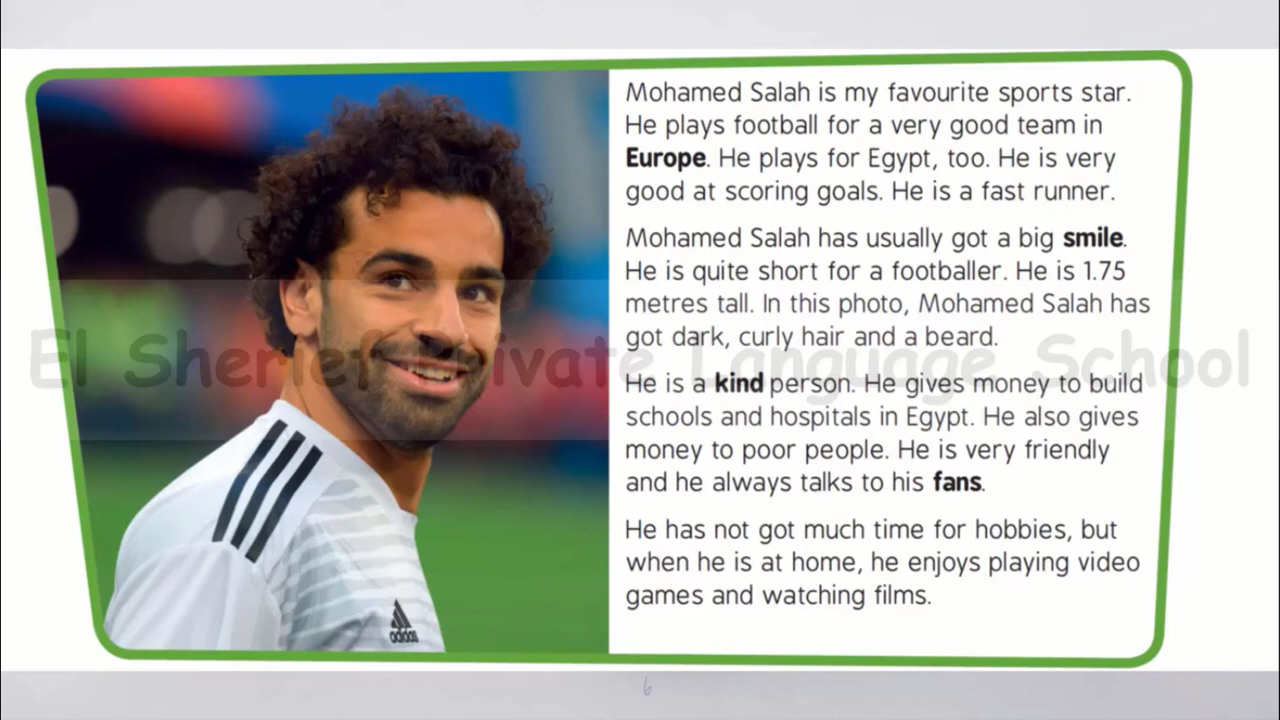 Mohamed Salah is my favourite sports star.
He plays football for a very good team in
Europe. He plays for Egypt, too. He is very
good at scoring goals. He is a fast runner.
Mohamed Salah has usually got a big smile.
He is quite short for a footballer. He is 1.75
metres tall. In this photo, Mohamed Salah has
got dark, curly hair and a beard.
El Sherief Private Language School
He is a kind person. He gives money to build
schools and hospitals in Egypt. He also gives
money to poor people. He is very friendly
and he always talks to his fans.
He has not got much time for hobbies, but
when he is at home, he enjoys playing video
games and watching films.
adidas
6